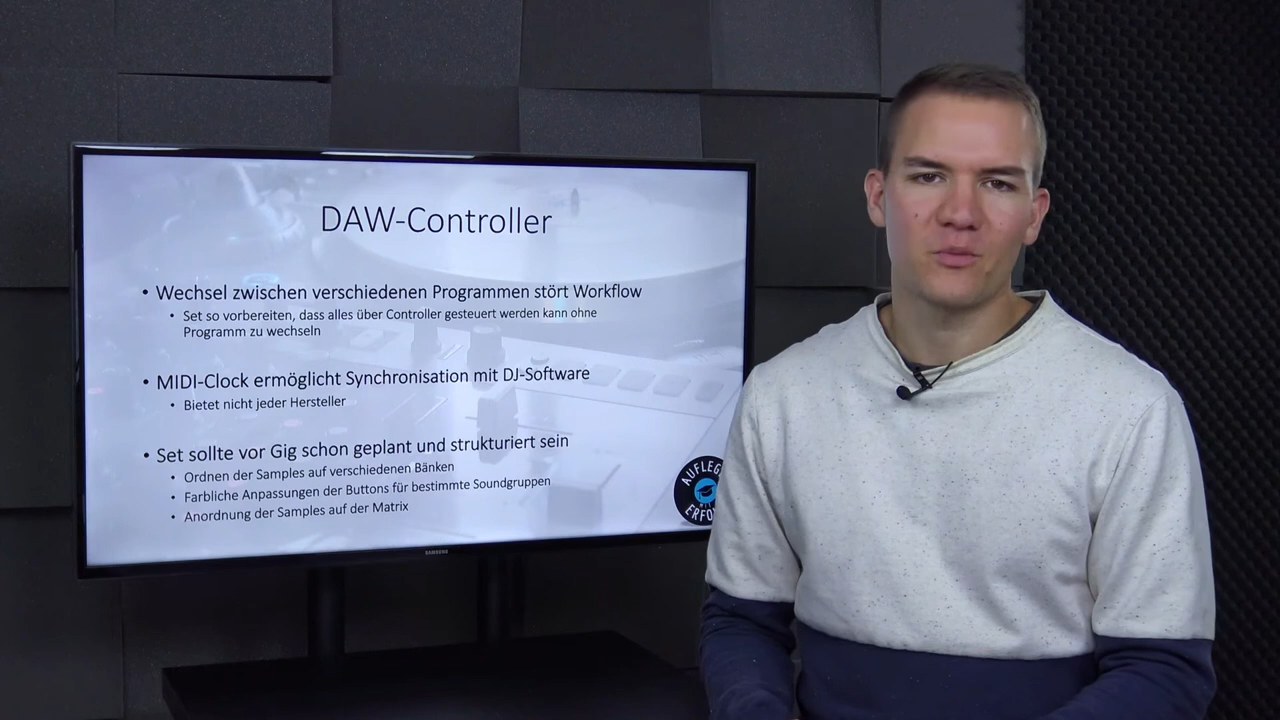 DAW-Controller
• Wechsel zwischen verschiedenen Programmen stört Workflow
• Set so vorbereiten, dass alles über Controller gesteuert werden kann ohne
Programm zu wechseln
• MIDI-Clock ermöglicht Synchronisation mit DJ-Software
• Bietet nicht jeder Hersteller
• Set sollte vor Gig schon geplant und strukturiert sein
• Ordnen der Samples auf verschiedenen Bänken
• Farbliche Anpassungen der Buttons für bestimmte Soundgruppen
• Anordnung der Samples auf der Matrix
AUFLEG
ERFO
SAMSUNG